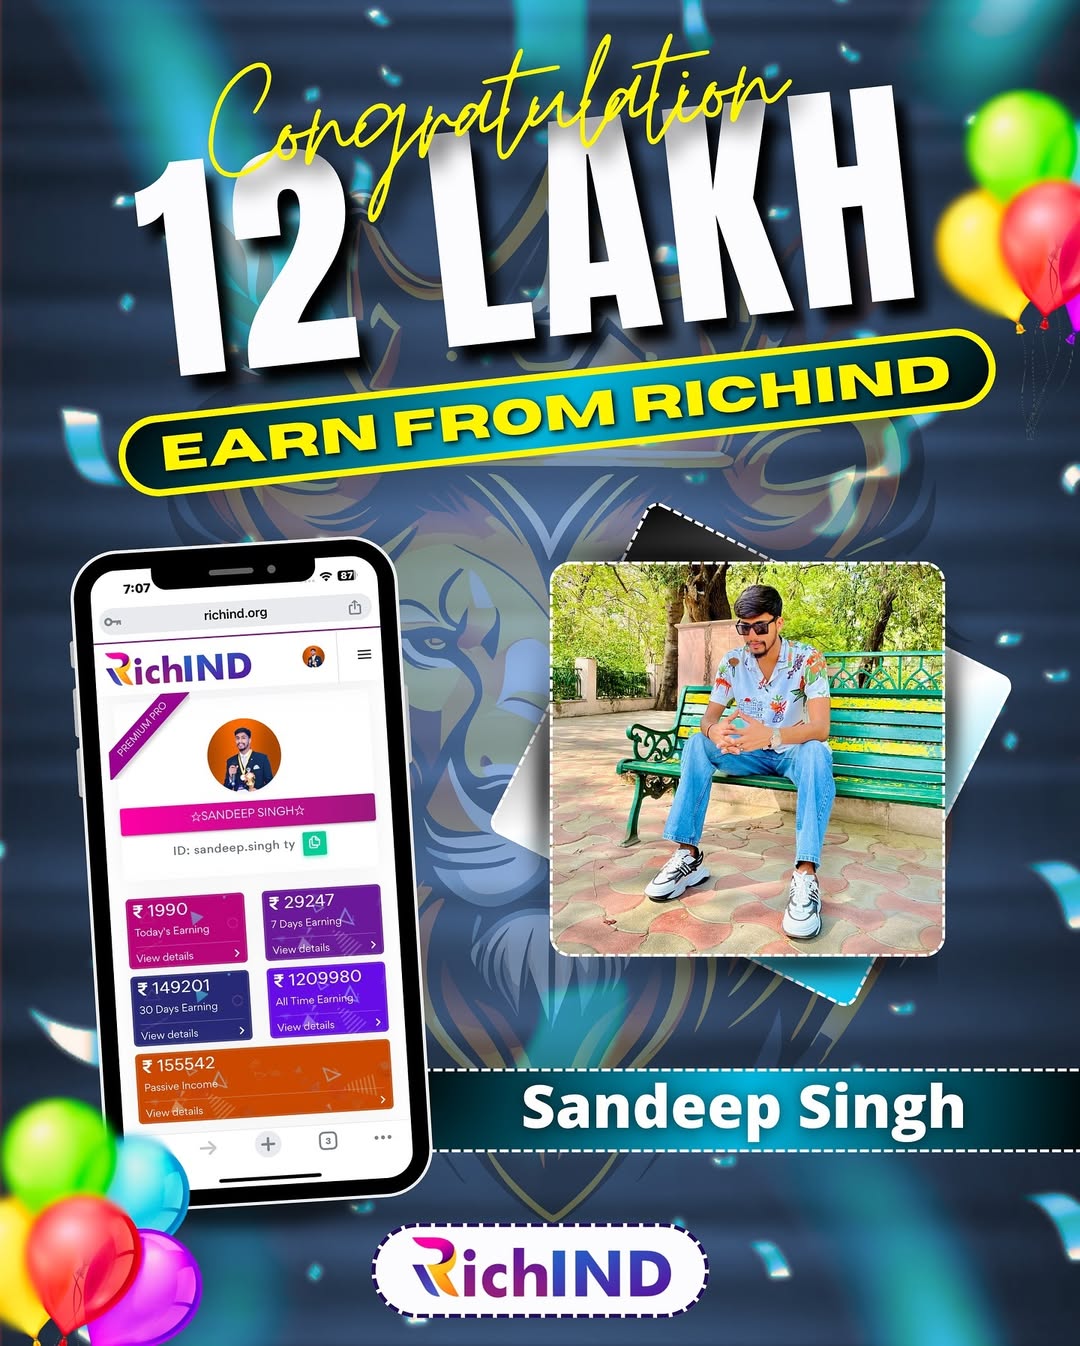 Congratulation
12 LAKH
EARN FROM RICHIND
7:07
87
richind.org
RichIND
PREMIUM PRO
☆SANDEEP SINGH☆
ID: sandeep.singh ty
₹ 1990
Today's Earning
View details
₹ 29247
7 Days Earning
View details
₹ 149201
30 Days Earning
View details
₹ 1209980
All Time Earning
View details
₹ 155542
Passive Income
View details
3
Sandeep Singh
RichIND